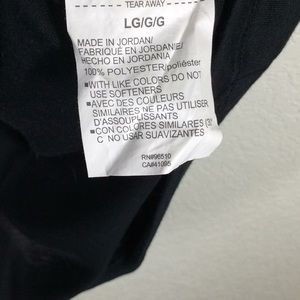 TEAR AWAY
LG/G/G
MADE IN JORDAN/
FABRIQUÉ EN JORDANIE/
HECHO EN JORDANIA
100% POLYESTER/poliéster
■WITH LIKE COLORS DO NOT
USE SOFTENERS
■AVEC DES COULEURS
SIMILAIRES NE PAS UTILISER
D'ASSOUPLISSANTS
■CON COLORES SIMILARES
NO USAR SUAVIZANTES
RN#96510
CA#41095